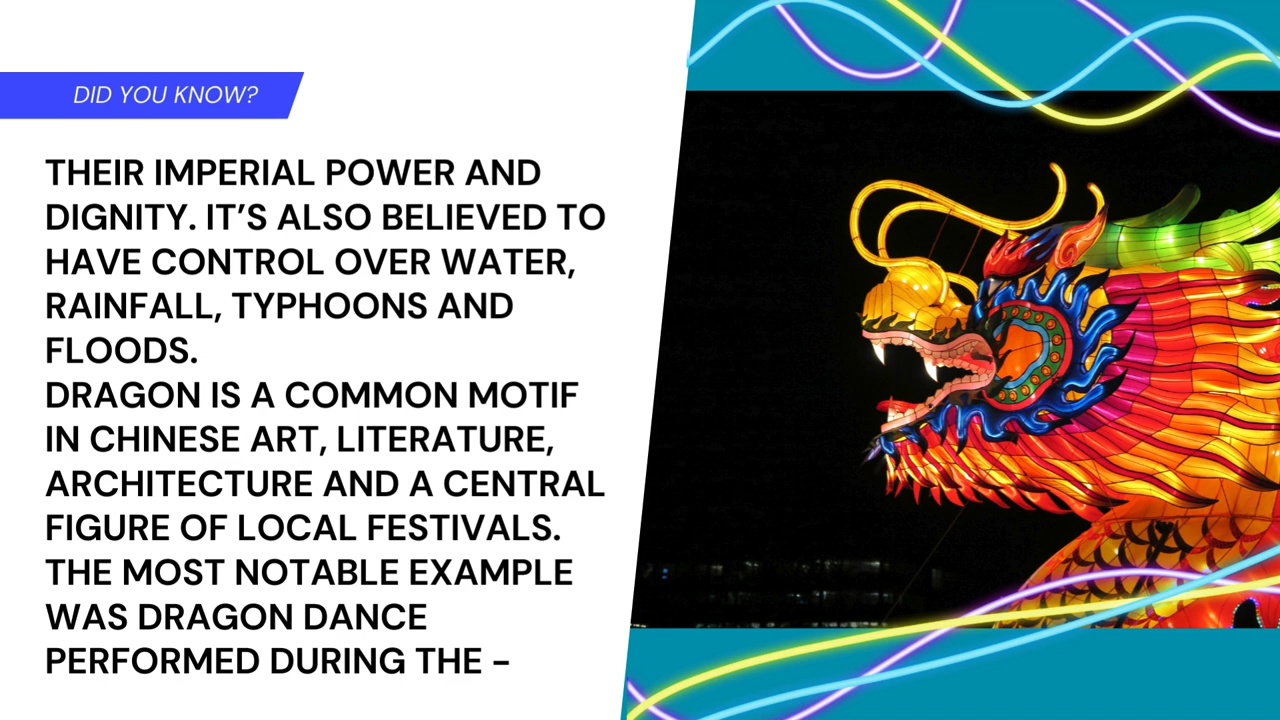 DID YOU KNOW?
THEIR IMPERIAL POWER AND
DIGNITY. IT’S ALSO BELIEVED TO
HAVE CONTROL OVER WATER,
RAINFALL, TYPHOONS AND
FLOODS.
DRAGON IS A COMMON MOTIF
IN CHINESE ART, LITERATURE,
ARCHITECTURE AND A CENTRAL
FIGURE OF LOCAL FESTIVALS.
THE MOST NOTABLE EXAMPLE
WAS DRAGON DANCE
PERFORMED DURING THE –